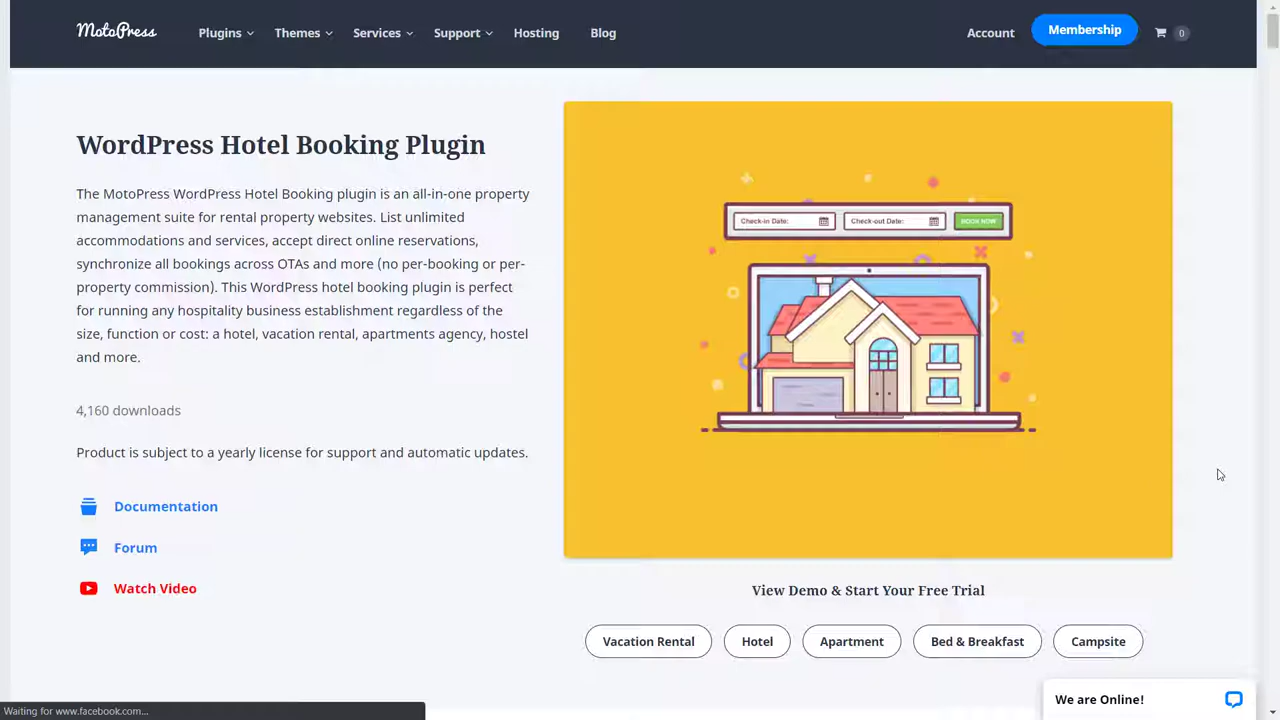 MotoPress
Plugins
Themes
Services
Support
Hosting
Blog
Account
Membership
0
WordPress Hotel Booking Plugin
The MotoPress WordPress Hotel Booking plugin is an all-in-one property
management suite for rental property websites. List unlimited
accommodations and services, accept direct online reservations,
synchronize all bookings across OTAs and more (no per-booking or per-
property commission). This WordPress hotel booking plugin is perfect
for running any hospitality business establishment regardless of the
size, function or cost: a hotel, vacation rental, apartments agency, hostel
and more.
4,160 downloads
Product is subject to a yearly license for support and automatic updates.
Documentation
Forum
Watch Video
Check-in Date:
Check-out Date:
BOOK NOW
View Demo & Start Your Free Trial
Vacation Rental
Hotel
Apartment
Bed & Breakfast
Campsite
We are Online!
Waiting for www.facebook.com...